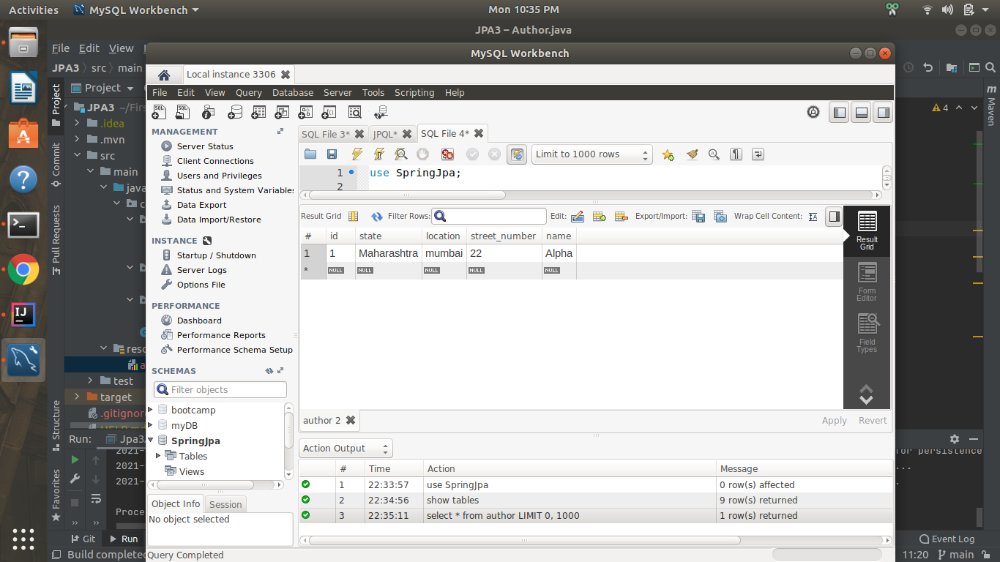 Activities MySQL Workbench Mon 10:35 PM
JPA3 – Author.java
File Edit View
MySQL Workbench
JPA3 src main
Local instance 3306
File Edit View Query Database Server Tools Scripting Help
Project
Project
JPA3
.idea
.mvn
src
main
java
resc
test
target
.gitignore
Commit
Pull Requests
Structure
Favorites
MANAGEMENT
Server Status
Client Connections
Users and Privileges
Status and System Variables
Data Export
Data Import/Restore
INSTANCE
Startup / Shutdown
Server Logs
Options File
PERFORMANCE
Dashboard
Performance Reports
Performance Schema Setup
SCHEMAS
Filter objects
bootcamp
myDB
SpringJpa
Tables
Views
Object Info Session
No object selected
SQL File 3* JPQL* SQL File 4*
Limit to 1000 rows
1 use SpringJpa;
2
Result Grid Filter Rows: Edit: Export/Import: Wrap Cell Content: IA
# id state location street_number name
1 1 Maharashtra mumbai 22 Alpha
* NULL NULL NULL NULL NULL
Result
Grid
Form
Editor
Field
Types
author 2 Apply Revert
Action Output
# Time Action Message
1 22:33:57 use SpringJpa 0 row(s) affected
2 22:34:56 show tables 9 row(s) returned
3 22:35:11 select * from author LIMIT 0, 1000 1 row(s) returned
4
m
Maven
Run: Jpa3
2021-
2021-
2021-
Proce
for persistence
...
Git Run Event Log
Build complete
Query Completed
11:20 main